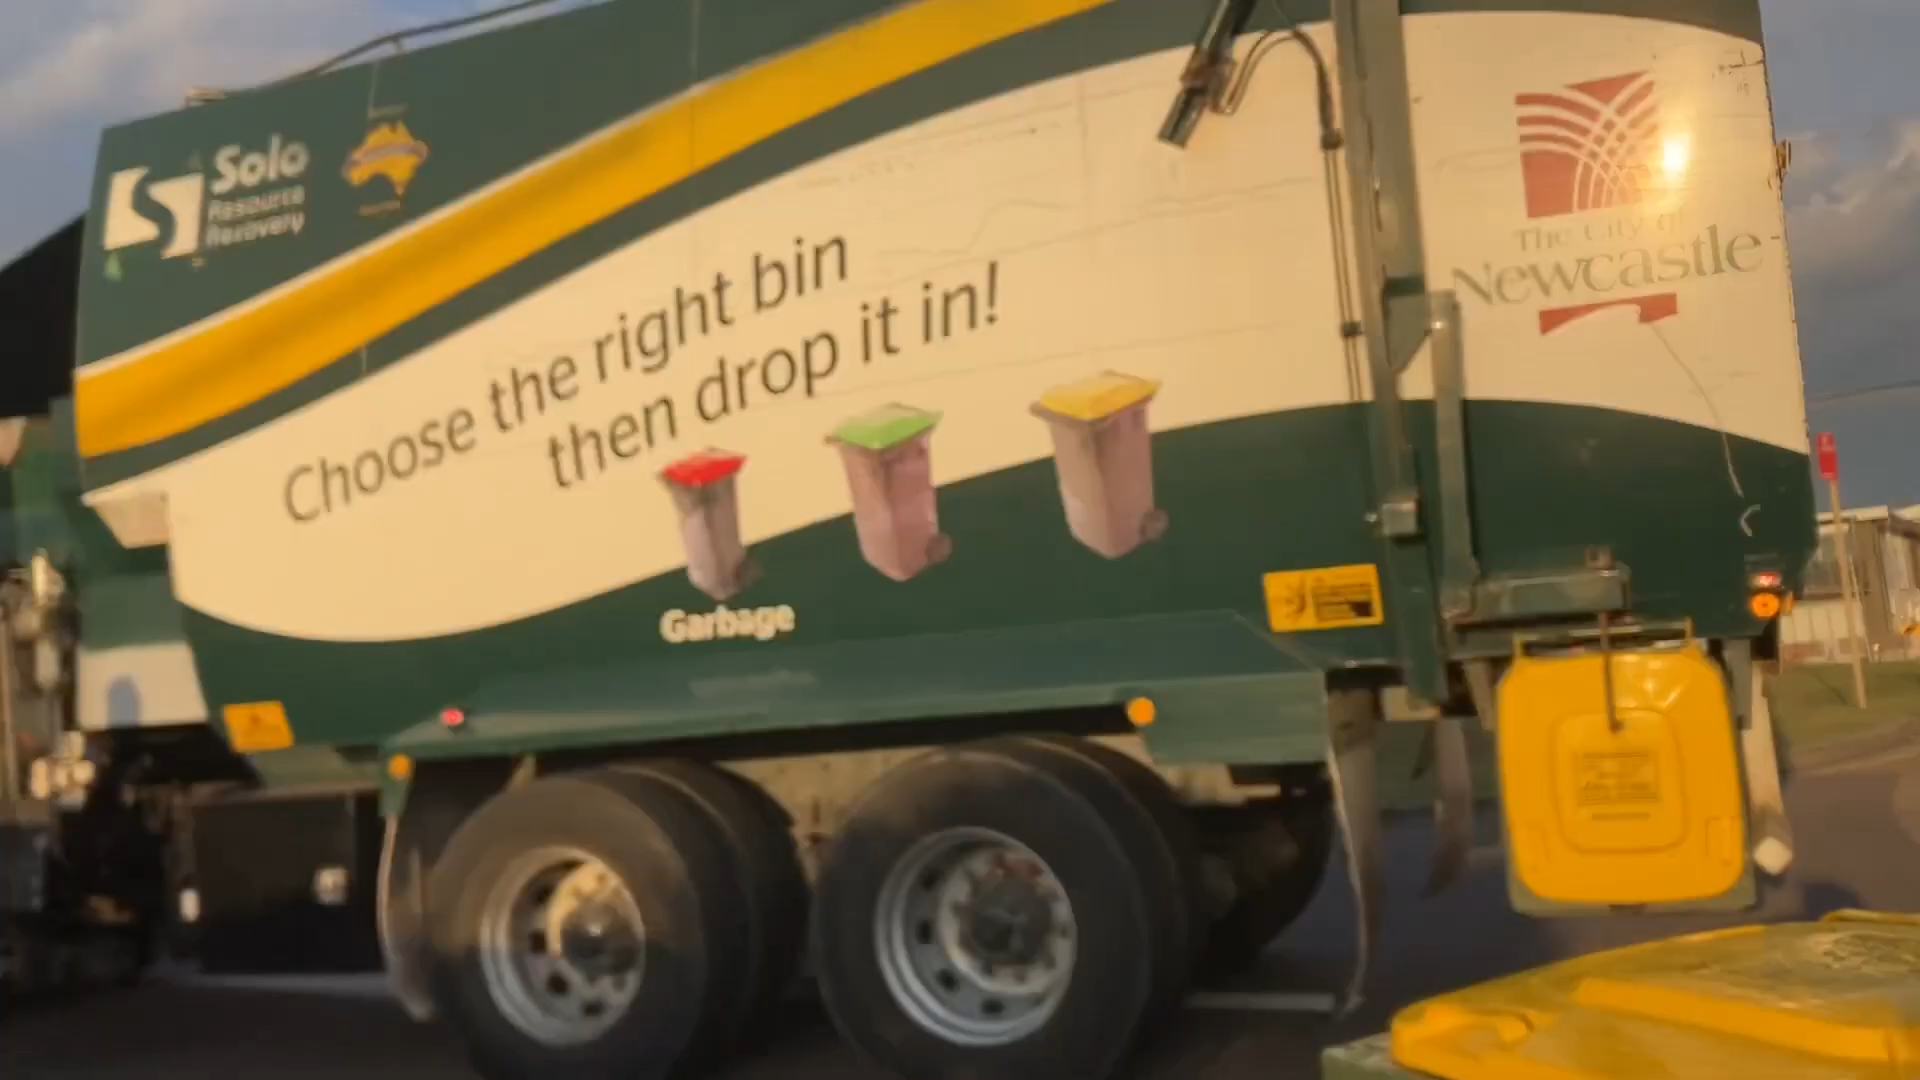 Solo
Resource
Recovery
Choose the right bin
then drop it in!
Garbage
The City of
Newcastle